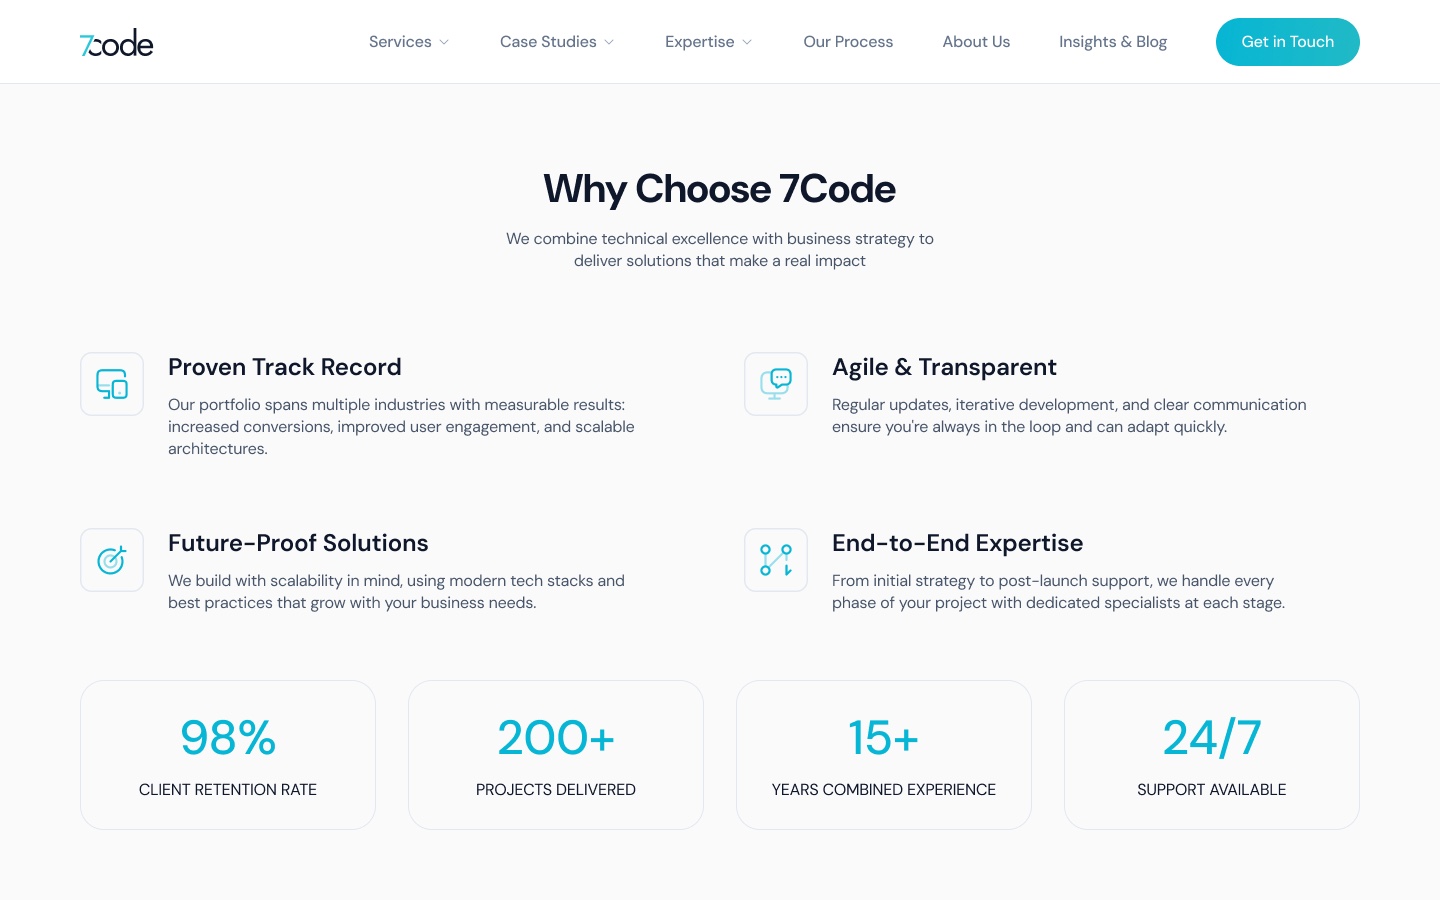 7code
Services
Case Studies
Expertise
Our Process
About Us
Insights & Blog
Get in Touch
Why Choose 7Code
We combine technical excellence with business strategy to
deliver solutions that make a real impact
Proven Track Record
Our portfolio spans multiple industries with measurable results:
increased conversions, improved user engagement, and scalable
architectures.
Agile & Transparent
Regular updates, iterative development, and clear communication
ensure you're always in the loop and can adapt quickly.
Future-Proof Solutions
We build with scalability in mind, using modern tech stacks and
best practices that grow with your business needs.
End-to-End Expertise
From initial strategy to post-launch support, we handle every
phase of your project with dedicated specialists at each stage.
98%
CLIENT RETENTION RATE
200+
PROJECTS DELIVERED
15+
YEARS COMBINED EXPERIENCE
24/7
SUPPORT AVAILABLE